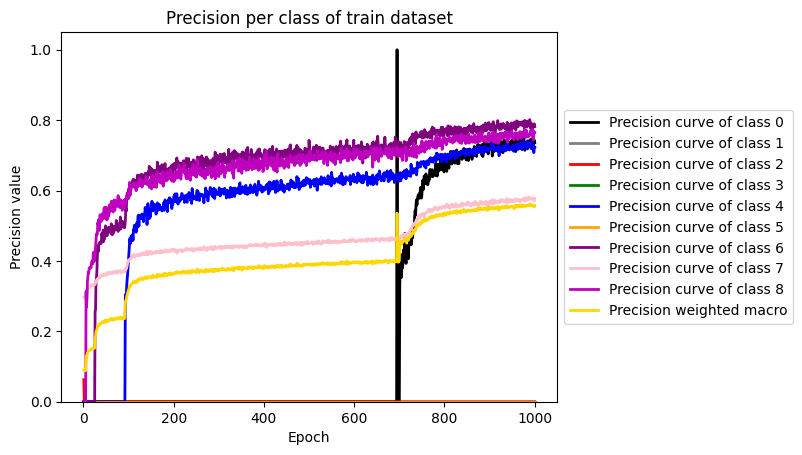 Precision per class of train dataset
Precision value
1.0
0.8
0.6
0.4
0.2
0.0
0
200
400
600
800
1000
Epoch
Precision curve of class 0
Precision curve of class 1
Precision curve of class 2
Precision curve of class 3
Precision curve of class 4
Precision curve of class 5
Precision curve of class 6
Precision curve of class 7
Precision curve of class 8
Precision weighted macro